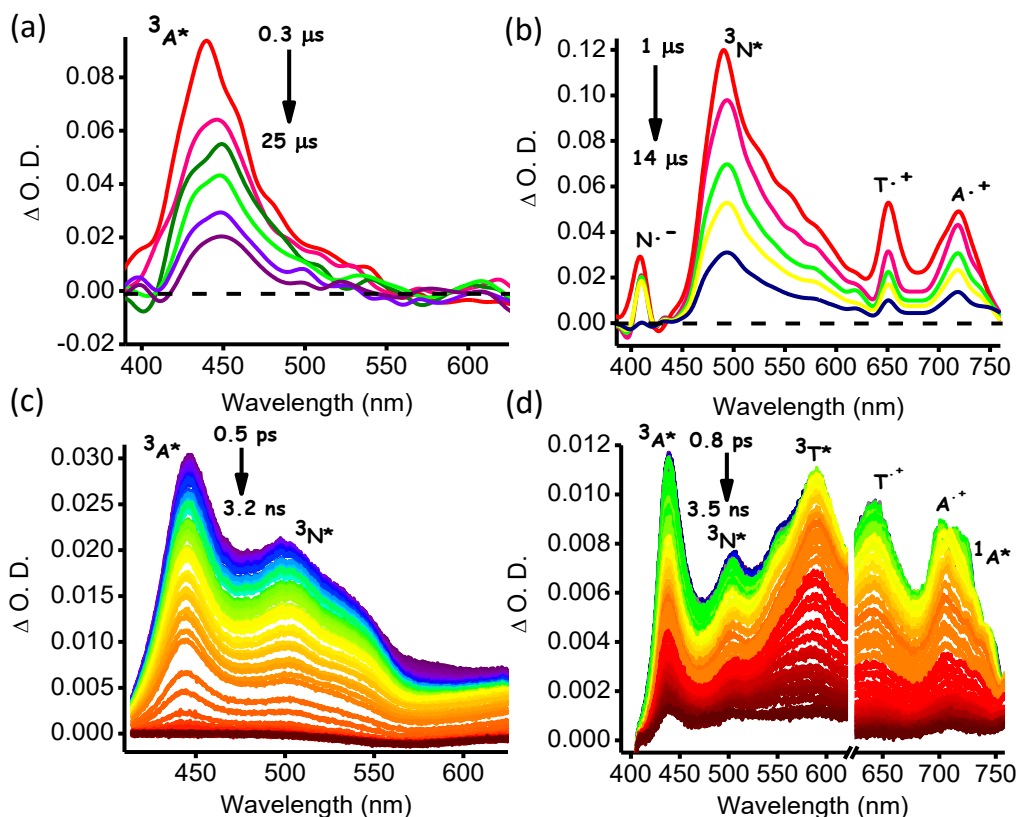 (a)
³A*
0.3 µs
25 µs
0.08
0.06
0.04
0.02
0.00
-0.02
Δ O. D.
400 450 500 550 600
Wavelength (nm)
(b)
1 µs
14 µs
³N*
N·⁻
T·⁺
A·⁺
0.12
0.10
0.08
0.06
0.04
0.02
0.00
Δ O. D.
400 450 500 550 600 650 700 750
Wavelength (nm)
(c)
³A*
0.5 ps
3.2 ns
³N*
0.030
0.025
0.020
0.015
0.010
0.005
0.000
Δ O. D.
450 500 550 600
Wavelength (nm)
(d)
³A*
0.8 ps
3.5 ns
³N*
³T*
T·⁺
A·⁺
¹A*
0.012
0.010
0.008
0.006
0.004
0.002
0.000
Δ O. D.
400 450 500 550 600 650 700 750
Wavelength (nm)